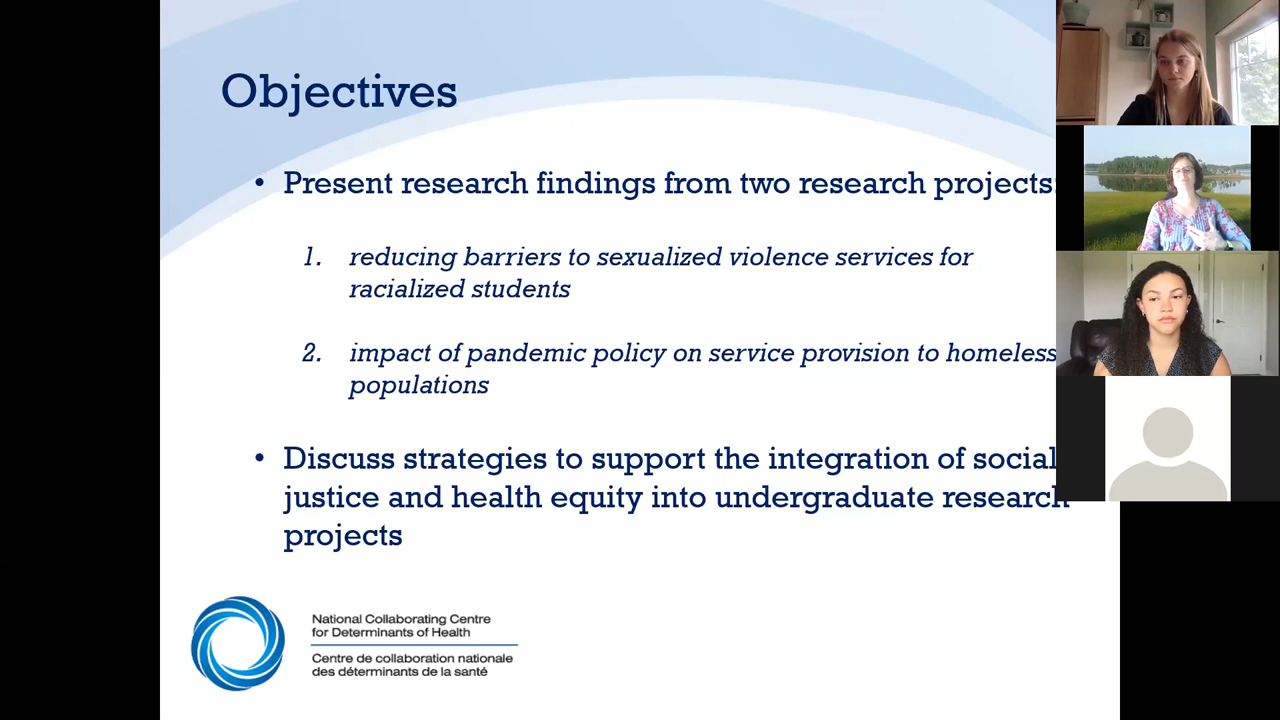 Objectives
• Present research findings from two research projects:
1. reducing barriers to sexualized violence services for
racialized students
2. impact of pandemic policy on service provision to homeless
populations
• Discuss strategies to support the integration of social
justice and health equity into undergraduate research
projects
National Collaborating Centre
for Determinants of Health
Centre de collaboration nationale
des déterminants de la santé